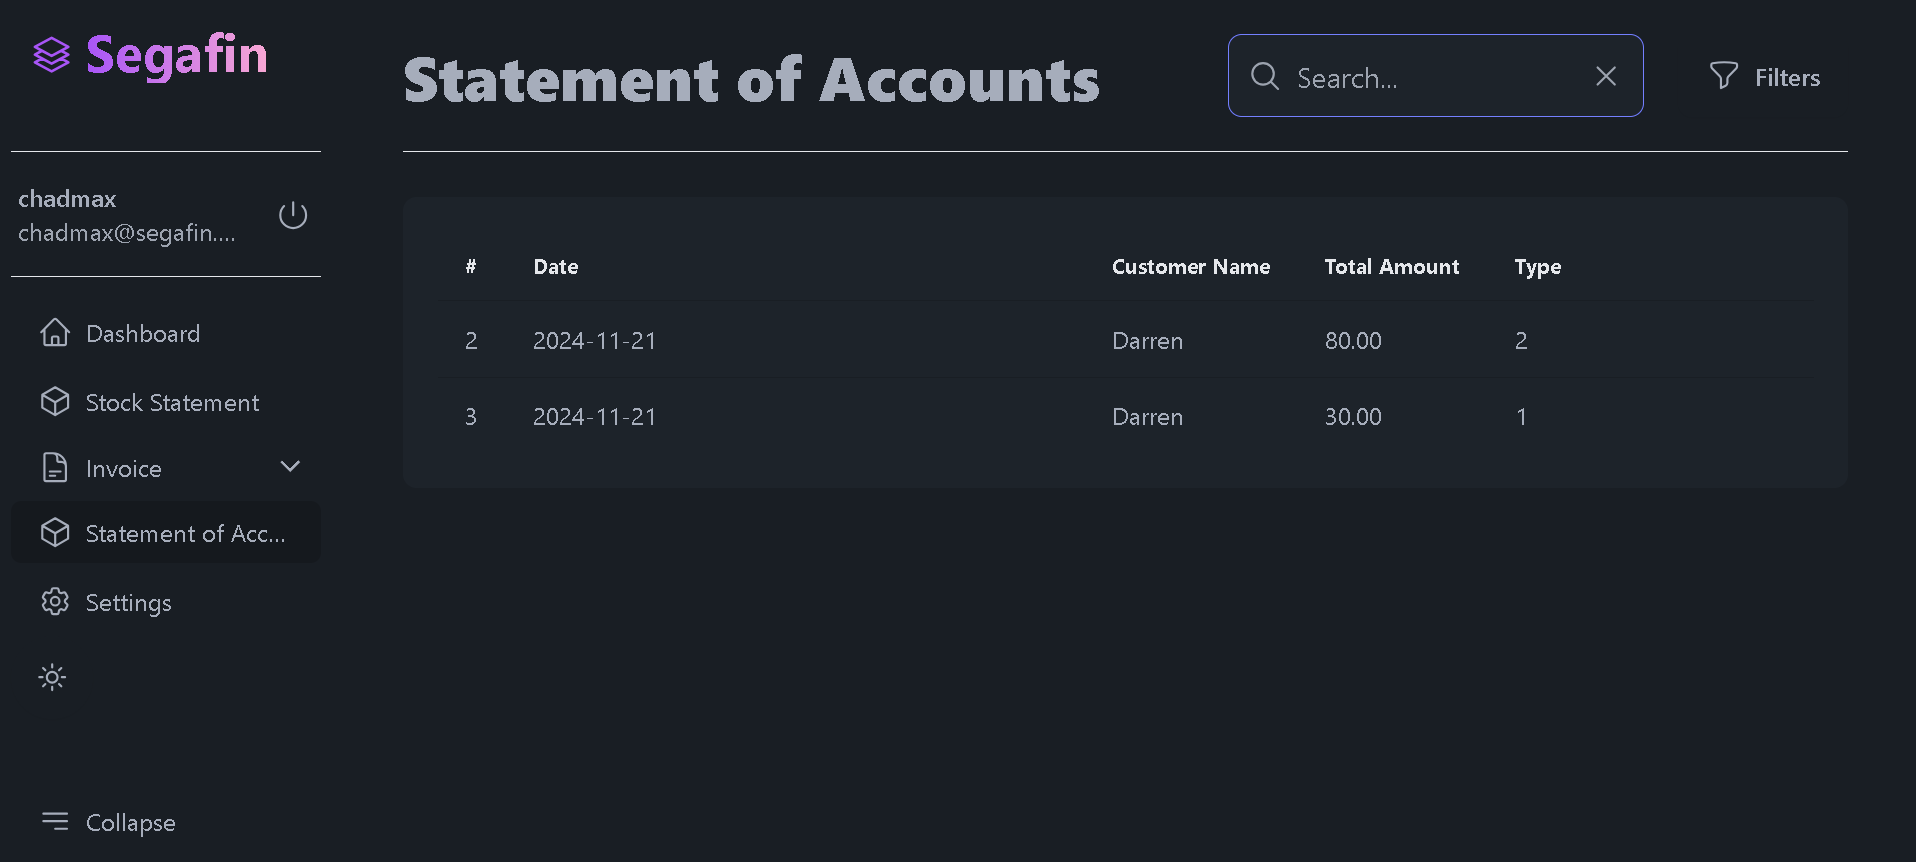 Segafin
chadmax
chadmax@segafin....
Dashboard
Stock Statement
Invoice
Statement of Acc...
Settings
Collapse
Statement of Accounts
Search...
Filters
# Date Customer Name Total Amount Type
2 2024-11-21 Darren 80.00 2
3 2024-11-21 Darren 30.00 1